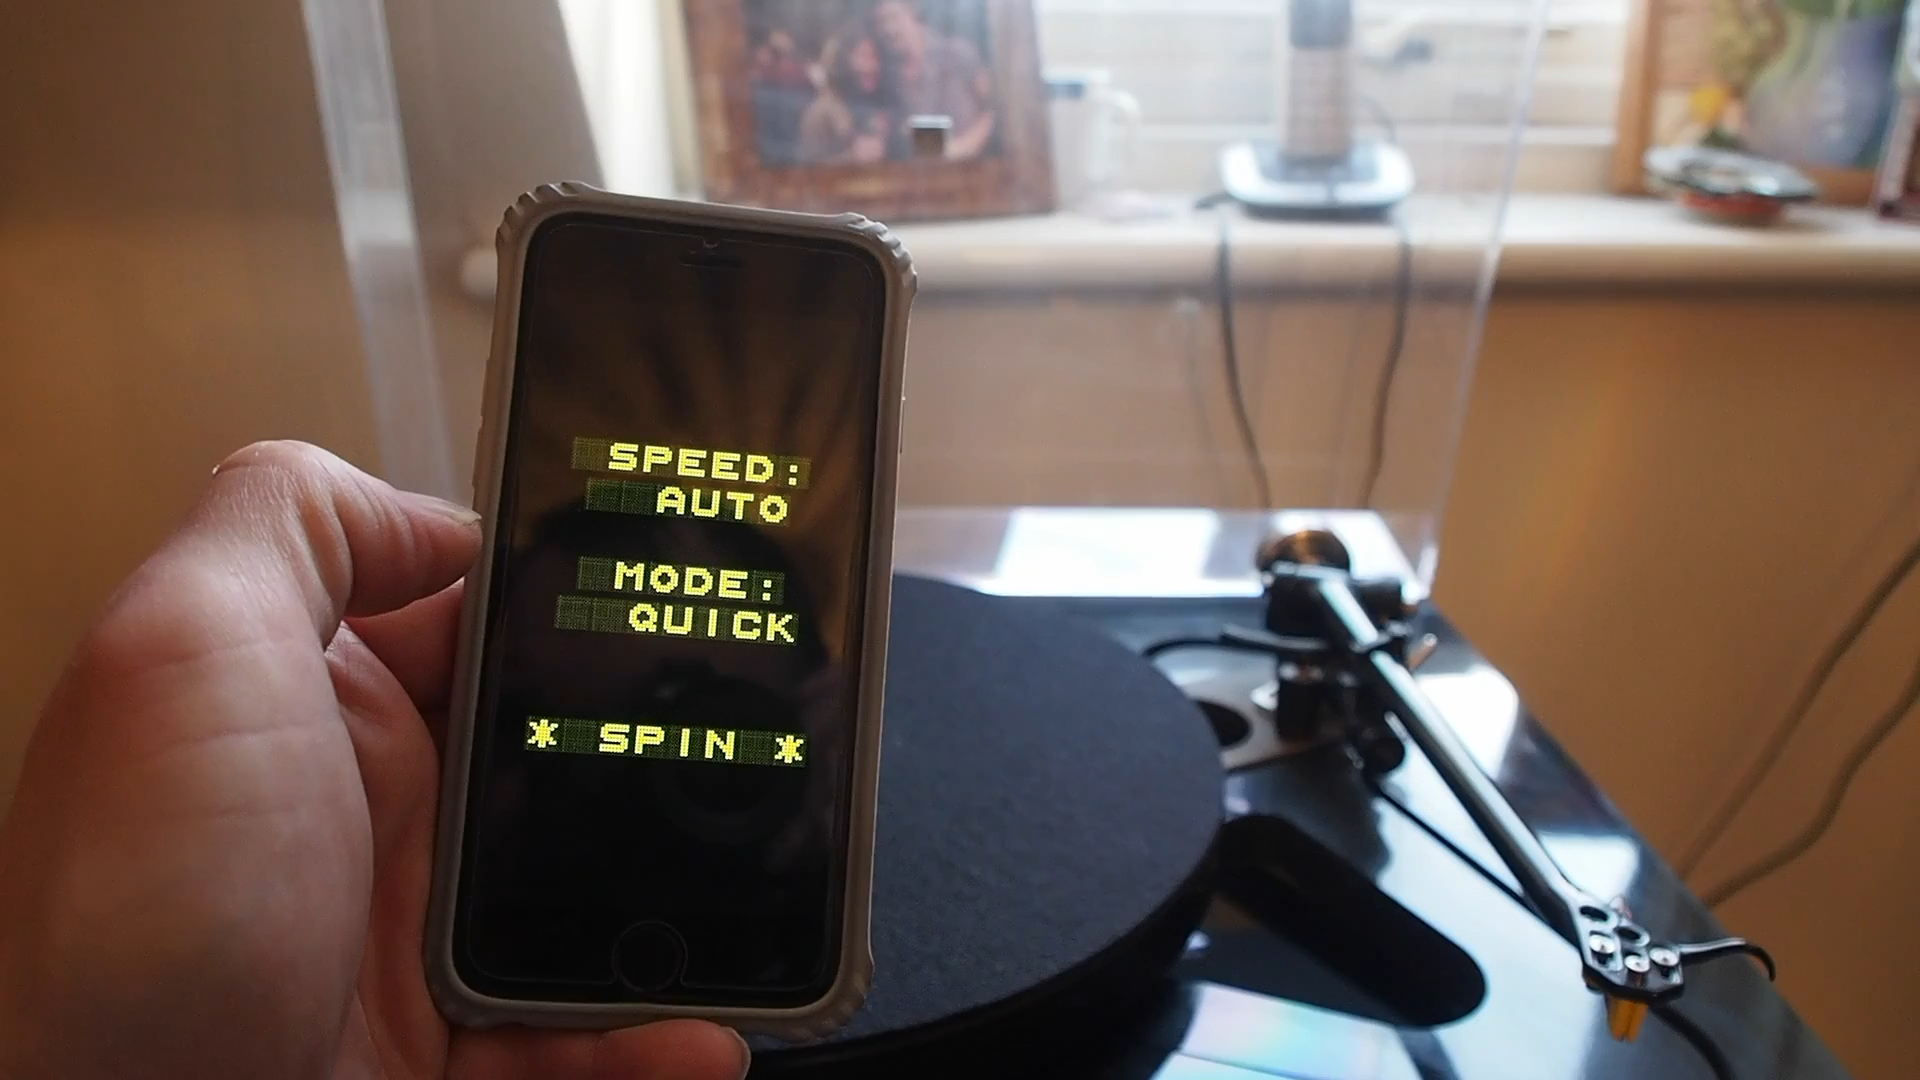 SPEED:
AUTO
MODE:
QUICK
* SPIN *